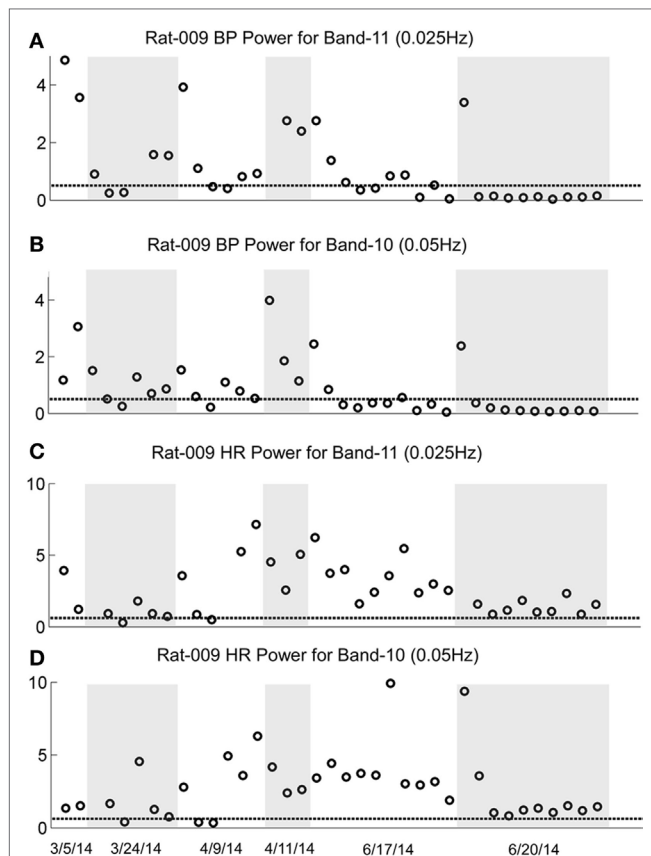 A
Rat-009 BP Power for Band-11 (0.025Hz)
4
2
0
B
Rat-009 BP Power for Band-10 (0.05Hz)
4
2
0
C
Rat-009 HR Power for Band-11 (0.025Hz)
10
5
0
D
Rat-009 HR Power for Band-10 (0.05Hz)
10
5
0
3/5/14 3/24/14 4/9/14 4/11/14 6/17/14 6/20/14